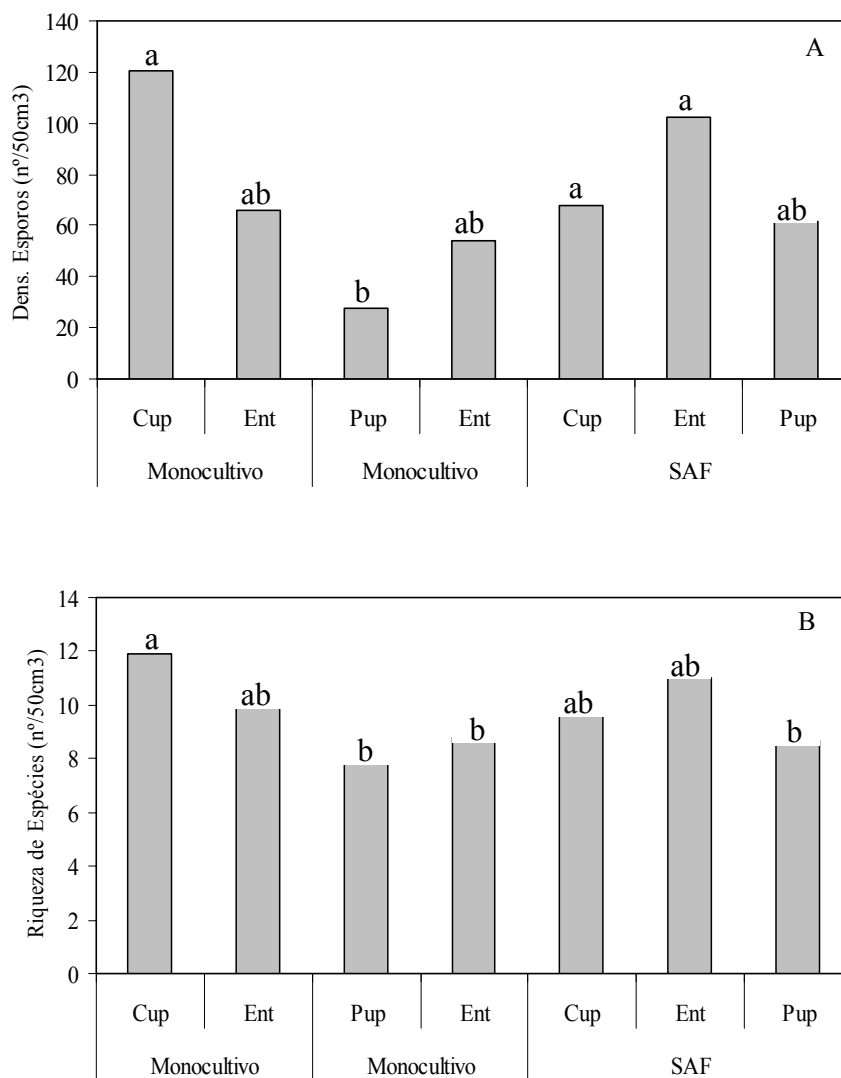 A
Dens. Esporos (nº/50cm3)
140
120
100
80
60
40
20
0
a
ab
b
ab
a
a
ab
Cup Ent Pup Ent Cup Ent Pup
Monocultivo Monocultivo SAF
B
Riqueza de Espécies (nº/50cm3)
14
12
10
8
6
4
2
0
a
ab
b
b
ab
ab
b
Cup Ent Pup Ent Cup Ent Pup
Monocultivo Monocultivo SAF